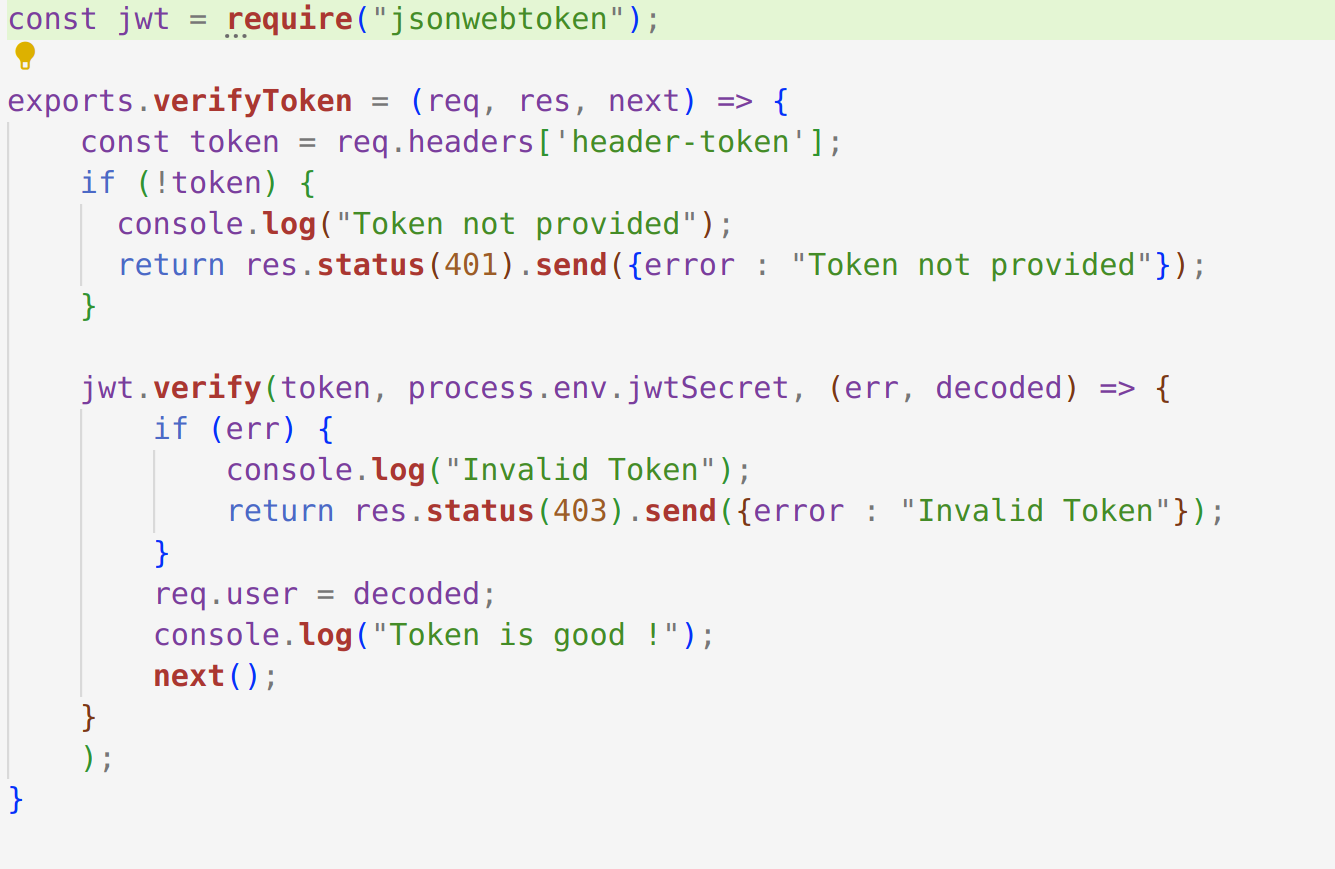 const jwt = require("jsonwebtoken");
exports.verifyToken = (req, res, next) => {
    const token = req.headers['header-token'];
    if (!token) {
      console.log("Token not provided");
      return res.status(401).send({error : "Token not provided"});
    }
    jwt.verify(token, process.env.jwtSecret, (err, decoded) => {
        if (err) {
            console.log("Invalid Token");
            return res.status(403).send({error : "Invalid Token"});
        }
        req.user = decoded;
        console.log("Token is good !");
        next();
    }
    );
}